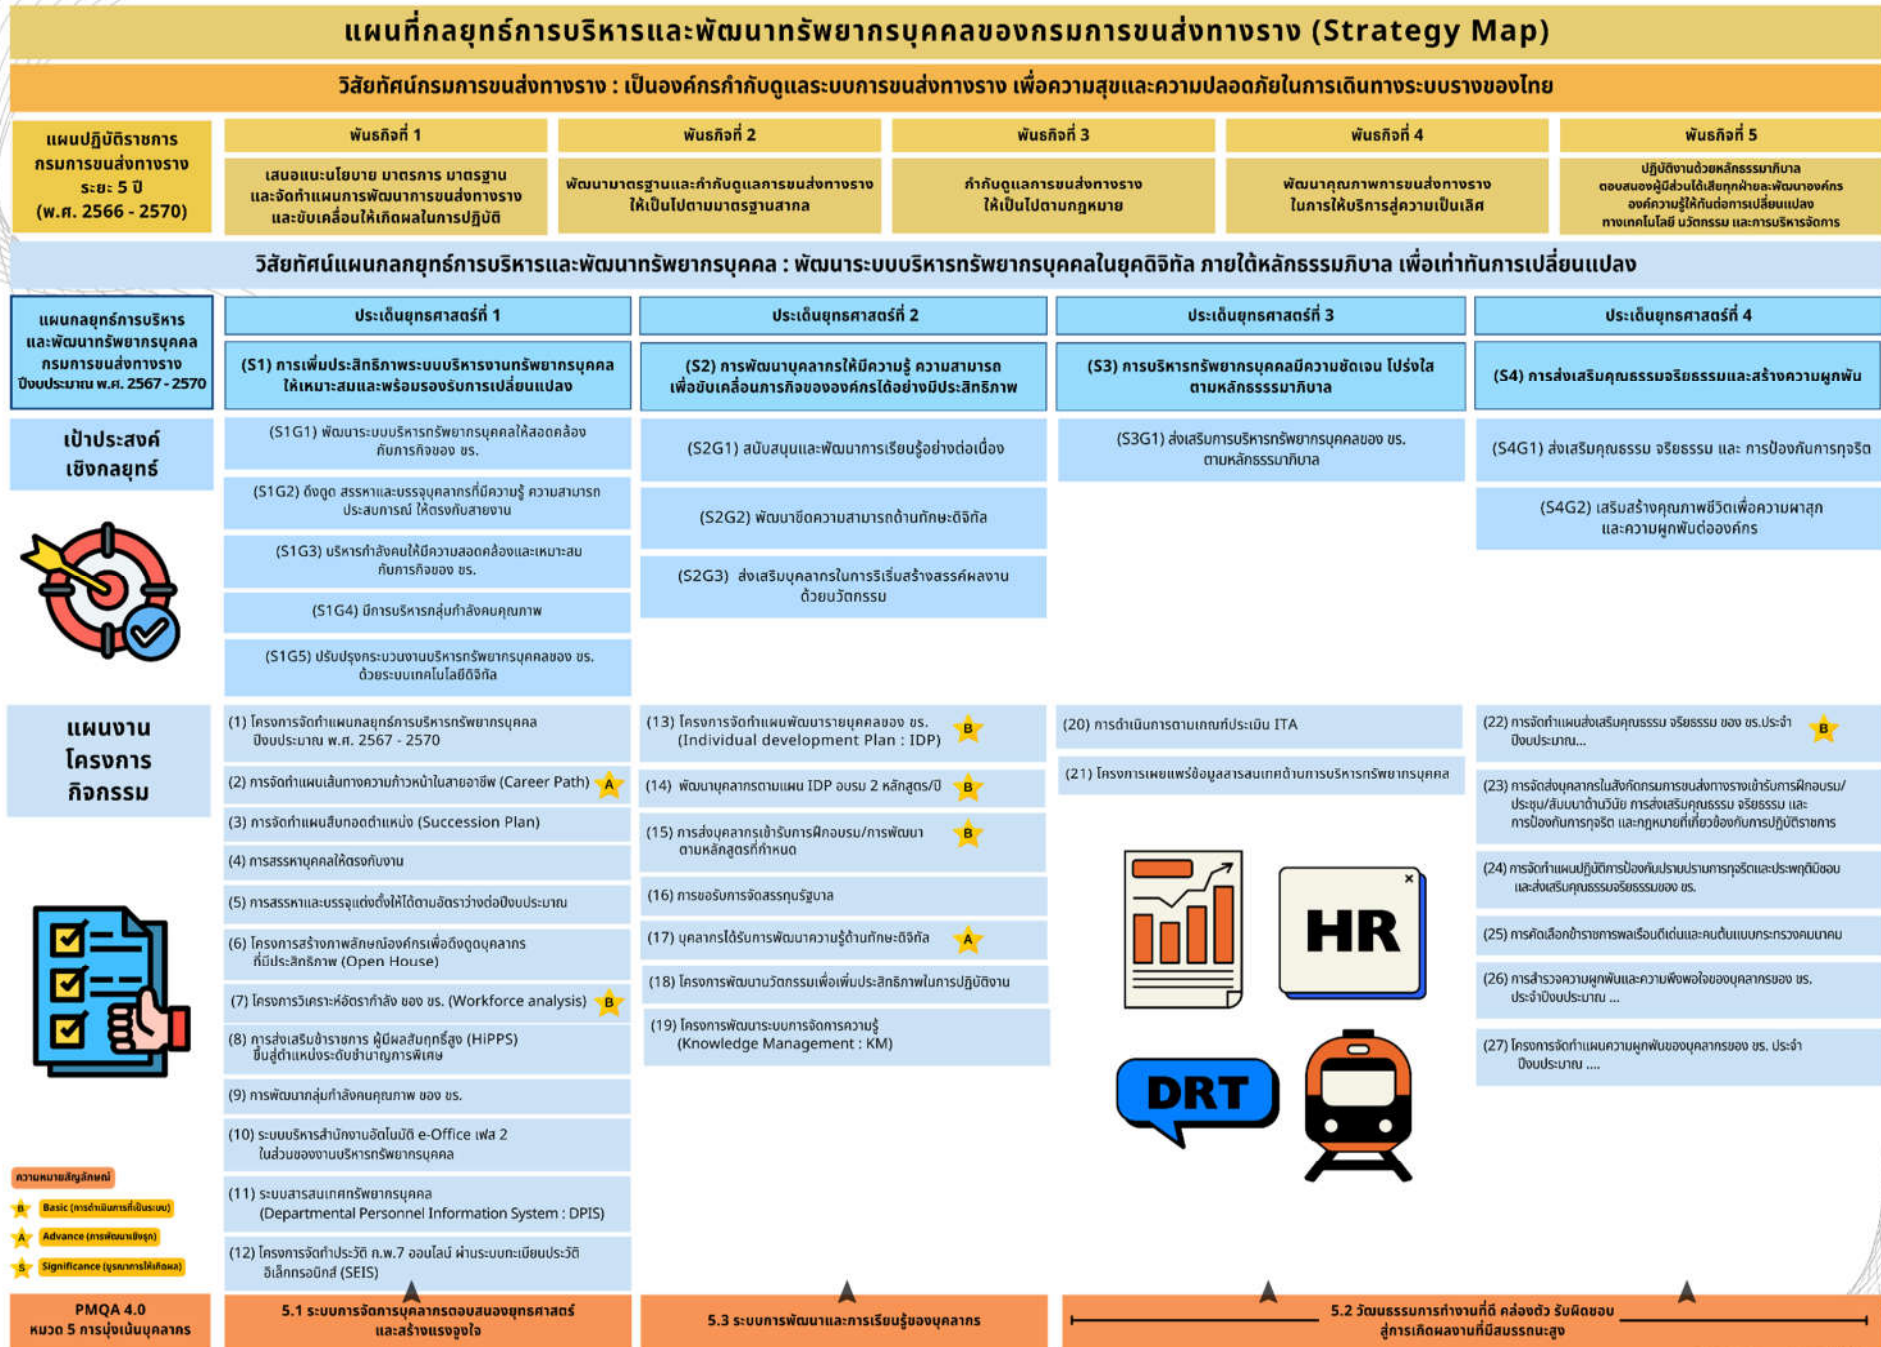 แผนที่กลยุทธ์การบริหารและพัฒนาทรัพยากรบุคคลของกรมการขนส่งทางราง (Strategy Map)
วิสัยทัศน์กรมการขนส่งทางราง : เป็นองค์กรกำกับดูแลระบบการขนส่งทางราง เพื่อความสุขและความปลอดภัยในการเดินทางระบบรางของไทย
แผนปฏิบัติราชการ
กรมการขนส่งทางราง
ระยะ 5 ปี
(พ.ศ. 2566 - 2570)
พันธกิจที่ 1
เสนอแนะนโยบาย มาตรการ มาตรฐาน
และจัดทำแผนการพัฒนาการขนส่งทางราง
และขับเคลื่อนให้เกิดผลในการปฏิบัติ
พันธกิจที่ 2
พัฒนามาตรฐานและกำกับดูแลการขนส่งทางราง
ให้เป็นไปตามมาตรฐานสากล
พันธกิจที่ 3
กำกับดูแลการขนส่งทางราง
ให้เป็นไปตามกฎหมาย
พันธกิจที่ 4
พัฒนาคุณภาพการขนส่งทางราง
ในการให้บริการสู่ความเป็นเลิศ
พันธกิจที่ 5
ปฏิบัติงานด้วยหลักธรรมาภิบาล
ตอบสนองผู้มีส่วนได้เสียทุกฝ่ายละพัฒนาองค์กร
องค์ความรู้ให้ทันต่อการเปลี่ยนแปลง
ทางเทคโนโลยี นวัตกรรม และการบริหารจัดการ
วิสัยทัศน์แผนกลกยุทธ์การบริหารและพัฒนาทรัพยากรบุคคล : พัฒนาระบบบริหารทรัพยากรบุคคลในยุคดิจิทัล ภายใต้หลักธรรมภิบาล เพื่อเท่าทันการเปลี่ยนแปลง
แผนกลยุทธ์การบริหาร
และพัฒนาทรัพยากรบุคคล
กรมการขนส่งทางราง
ปีงบประมาณ พ.ศ. 2567 - 2570
ประเด็นยุทธศาสตร์ที่ 1
(S1) การเพิ่มประสิทธิภาพระบบบริหารงานทรัพยากรบุคคล
ให้เหมาะสมและพร้อมรองรับการเปลี่ยนแปลง
ประเด็นยุทธศาสตร์ที่ 2
(S2) การพัฒนาบุคลากรให้มีความรู้ ความสามารถ
เพื่อขับเคลื่อนภารกิจขององค์กรได้อย่างมีประสิทธิภาพ
ประเด็นยุทธศาสตร์ที่ 3
(S3) การบริหารทรัพยากรบุคคลมีความชัดเจน โปร่งใส
ตามหลักธรรรมาภิบาล
ประเด็นยุทธศาสตร์ที่ 4
(S4) การส่งเสริมคุณธรรมจริยธรรมและสร้างความผูกพัน
เป้าประสงค์
เชิงกลยุทธ์
(S1G1) พัฒนาระบบบริหารทรัพยากรบุคคลให้สอดคล้อง
กับภารกิจของ ขร.
(S1G2) ดึงดูด สรรหาและบรรจุบุคลากรที่มีความรู้ ความสามารถ
ประสบการณ์ ให้ตรงกับสายงาน
(S1G3) บริหารกำลังคนให้มีความสอดคล้องและเหมาะสม
กับภารกิจของ ขร.
(S1G4) มีการบริหารกลุ่มกำลังคนคุณภาพ
(S1G5) ปรับปรุงกระบวนงานบริหารทรัพยากรบุคคลของ ขร.
ด้วยระบบเทคโนโลยีดิจิทัล
(S2G1) สนับสนุนและพัฒนาการเรียนรู้อย่างต่อเนื่อง
(S2G2) พัฒนาขีดความสามารถด้านทักษะดิจิทัล
(S2G3) ส่งเสริมบุคลากรในการริเริ่มสร้างสรรค์ผลงาน
ด้วยนวัตกรรม
(S3G1) ส่งเสริมการบริหารทรัพยากรบุคคลของ ขร.
ตามหลักธรรมาภิบาล
(S4G1) ส่งเสริมคุณธรรม จริยธรรม และ การป้องกันการทุจริต
(S4G2) เสริมสร้างคุณภาพชีวิตเพื่อความผาสุก
และความผูกพันต่อองค์กร
แผนงาน
โครงการ
กิจกรรม
(1) โครงการจัดทำแผนกลยุทธ์การบริหารทรัพยากรบุคคล
ปีงบประมาณ พ.ศ. 2567 - 2570
(2) การจัดทำแผนเส้นทางความก้าวหน้าในสายอาชีพ (Career Path) A
(3) การจัดทำแผนสืบทอดตำแหน่ง (Succession Plan)
(4) การสรรหาบุคคลให้ตรงกับงาน
(5) การสรรหาและบรรจุแต่งตั้งให้ได้ตามอัตราว่างต่อปีงบประมาณ
(6) โครงการสร้างภาพลักษณ์องค์กรเพื่อดึงดูดบุคลากร
ที่มีประสิทธิภาพ (Open House)
(7) โครงการวิเคราะห์อัตรากำลัง ของ ขร. (Workforce analysis) B
(8) การส่งเสริมข้าราชการ ผู้มีผลสัมฤทธิ์สูง (HiPPS)
ขึ้นสู่ตำแหน่งระดับชำนาญการพิเศษ
(9) การพัฒนากลุ่มกำลังคนคุณภาพ ของ ขร.
(10) ระบบบริหารสำนักงานอัตโนมัติ e-Office เฟส 2
ในส่วนของงานบริหารทรัพยากรบุคคล
(11) ระบบสารสนเทศทรัพยากรบุคคล
(Departmental Personnel Information System : DPIS)
(12) โครงการจัดทำประวัติ ก.พ.7 ออนไลน์ ผ่านระบบทะเบียนประวัติ
อิเล็กทรอนิกส์ (SEIS)
(13) โครงการจัดทำแผนพัฒนารายบุคคลของ ขร.
(Individual development Plan : IDP) B
(14) พัฒนาบุคลากรตามแผน IDP อบรม 2 หลักสูตร/ปี B
(15) การส่งบุคลากรเข้ารับการฝึกอบรม/การพัฒนา
ตามหลักสูตรที่กำหนด B
(16) การขอรับการจัดสรรทุนรัฐบาล
(17) บุคลากรได้รับการพัฒนาความรู้ด้านทักษะดิจิทัล A
(18) โครงการพัฒนานวัตกรรมเพื่อเพิ่มประสิทธิภาพในการปฏิบัติงาน
(19) โครงการพัฒนาระบบการจัดการความรู้
(Knowledge Management : KM)
(20) การดำเนินการตามเกณฑ์ประเมิน ITA
(21) โครงการเผยแพร่ข้อมูลสารสนเทศด้านการบริหารทรัพยากรบุคคล
HR
DRT
(22) การจัดทำแผนส่งเสริมคุณธรรม จริยธรรม ของ ขร.ประจำ
ปีงบประมาณ... B
(23) การจัดส่งบุคลากรในสังกัดกรมการขนส่งทางรางเข้ารับการฝึกอบรม/
ประชุม/สัมมนาด้านวินัย การส่งเสริมคุณธรรม จริยธรรม และ
การป้องกันการทุจริต และกฎหมายที่เกี่ยวข้องกับการปฏิบัติราชการ
(24) การจัดทำแผนปฏิบัติการป้องกันปราบปรามการทุจริตและประพฤติมิชอบ
และส่งเสริมคุณธรรมจริยธรรมของ ขร.
(25) การคัดเลือกข้าราชการพลเรือนดีเด่นและคนต้นแบบกระทรวงคมนาคม
(26) การสำรวจความผูกพันและความพึงพอใจของบุคลากรของ ขร.
ประจำปีงบประมาณ ...
(27) โครงการจัดทำแผนความผูกพันของบุคลากรของ ขร. ประจำ
ปีงบประมาณ ....
ความหมายสัญลักษณ์
B Basic (การดำเนินการที่เป็นระบบ)
A Advance (การพัฒนาเชิงรุก)
S Significance (บูรณาการให้เกิดผล)
PMQA 4.0
หมวด 5 การมุ่งเน้นบุคลากร
5.1 ระบบการจัดการบุคลากรตอบสนองยุทธศาสตร์
และสร้างแรงจูงใจ
5.3 ระบบการพัฒนาและการเรียนรู้ของบุคลากร
5.2 วัฒนธรรมการทำงานที่ดี คล่องตัว รับผิดชอบ
สู่การเกิดผลงานที่มีสมรรถนะสูง